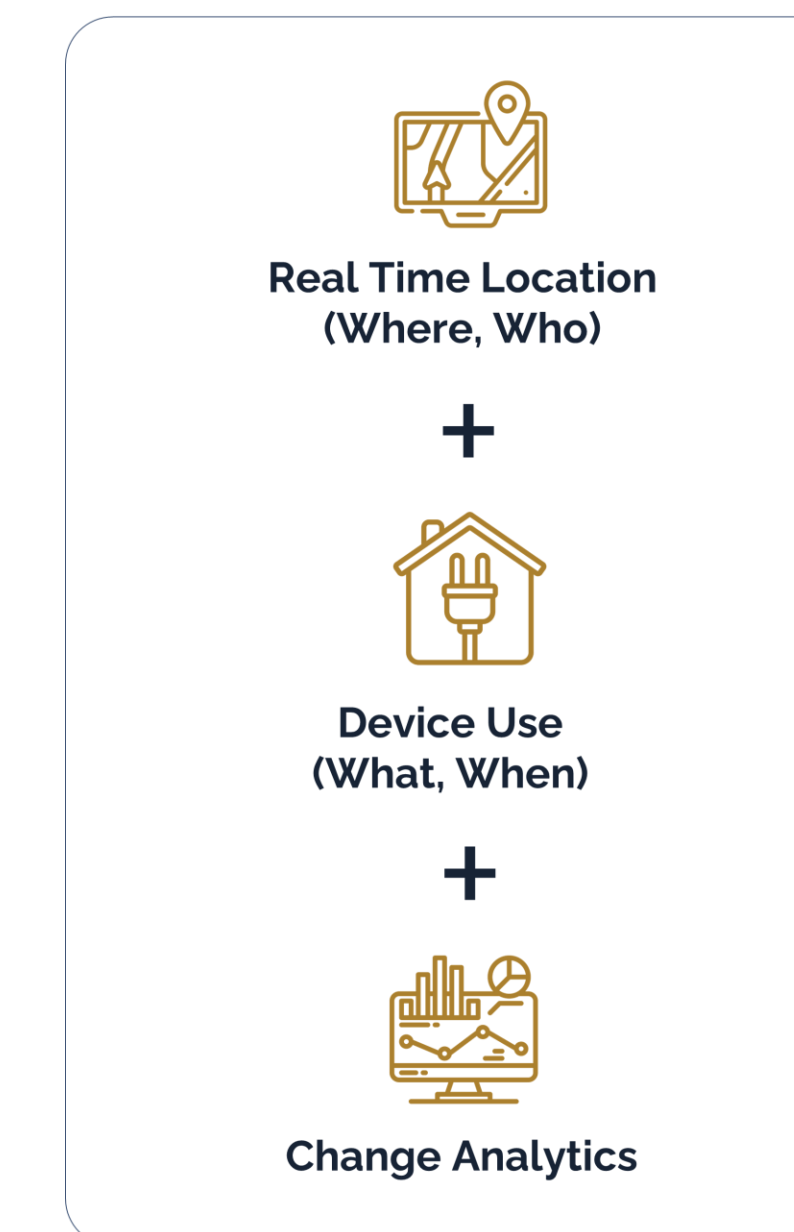 Real Time Location
(Where, Who)
+
Device Use
(What, When)
+
Change Analytics